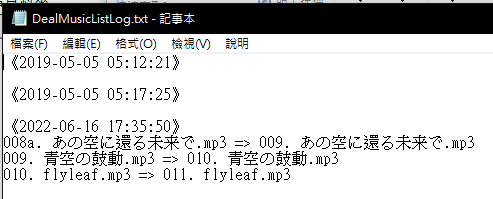 DealMusicListLog.txt - 記事本
檔案(F) 編輯(E) 格式(O) 檢視(V) 說明
《2019-05-05 05:12:21》
《2019-05-05 05:17:25》
《2022-06-16 17:35:50》
008a. あの空に還る未来で.mp3 => 009. あの空に還る未来で.mp3
009. 青空の鼓動.mp3 => 010. 青空の鼓動.mp3
010. flyleaf.mp3 => 011. flyleaf.mp3